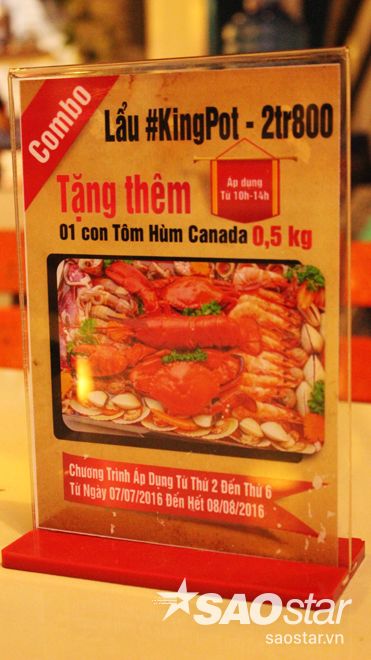 Combo
Lẩu #KingPot - 2tr800
Áp dụng
Từ 10h-14h
Tặng thêm
01 con Tôm Hùm Canada 0,5 kg
Chương Trình Áp Dụng Từ Thứ 2 Đến Thứ 6
Từ Ngày 07/07/2016 Đến Hết 08/08/2016
SAOstar
saostar.vn